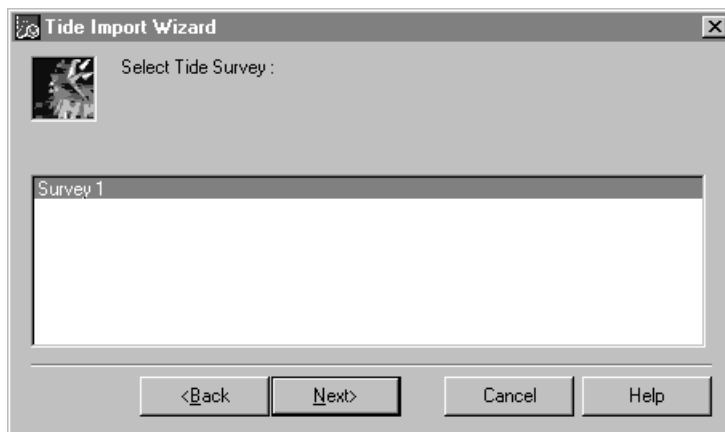 Tide Import Wizard
Select Tide Survey :
Survey 1
<Back Next> Cancel Help